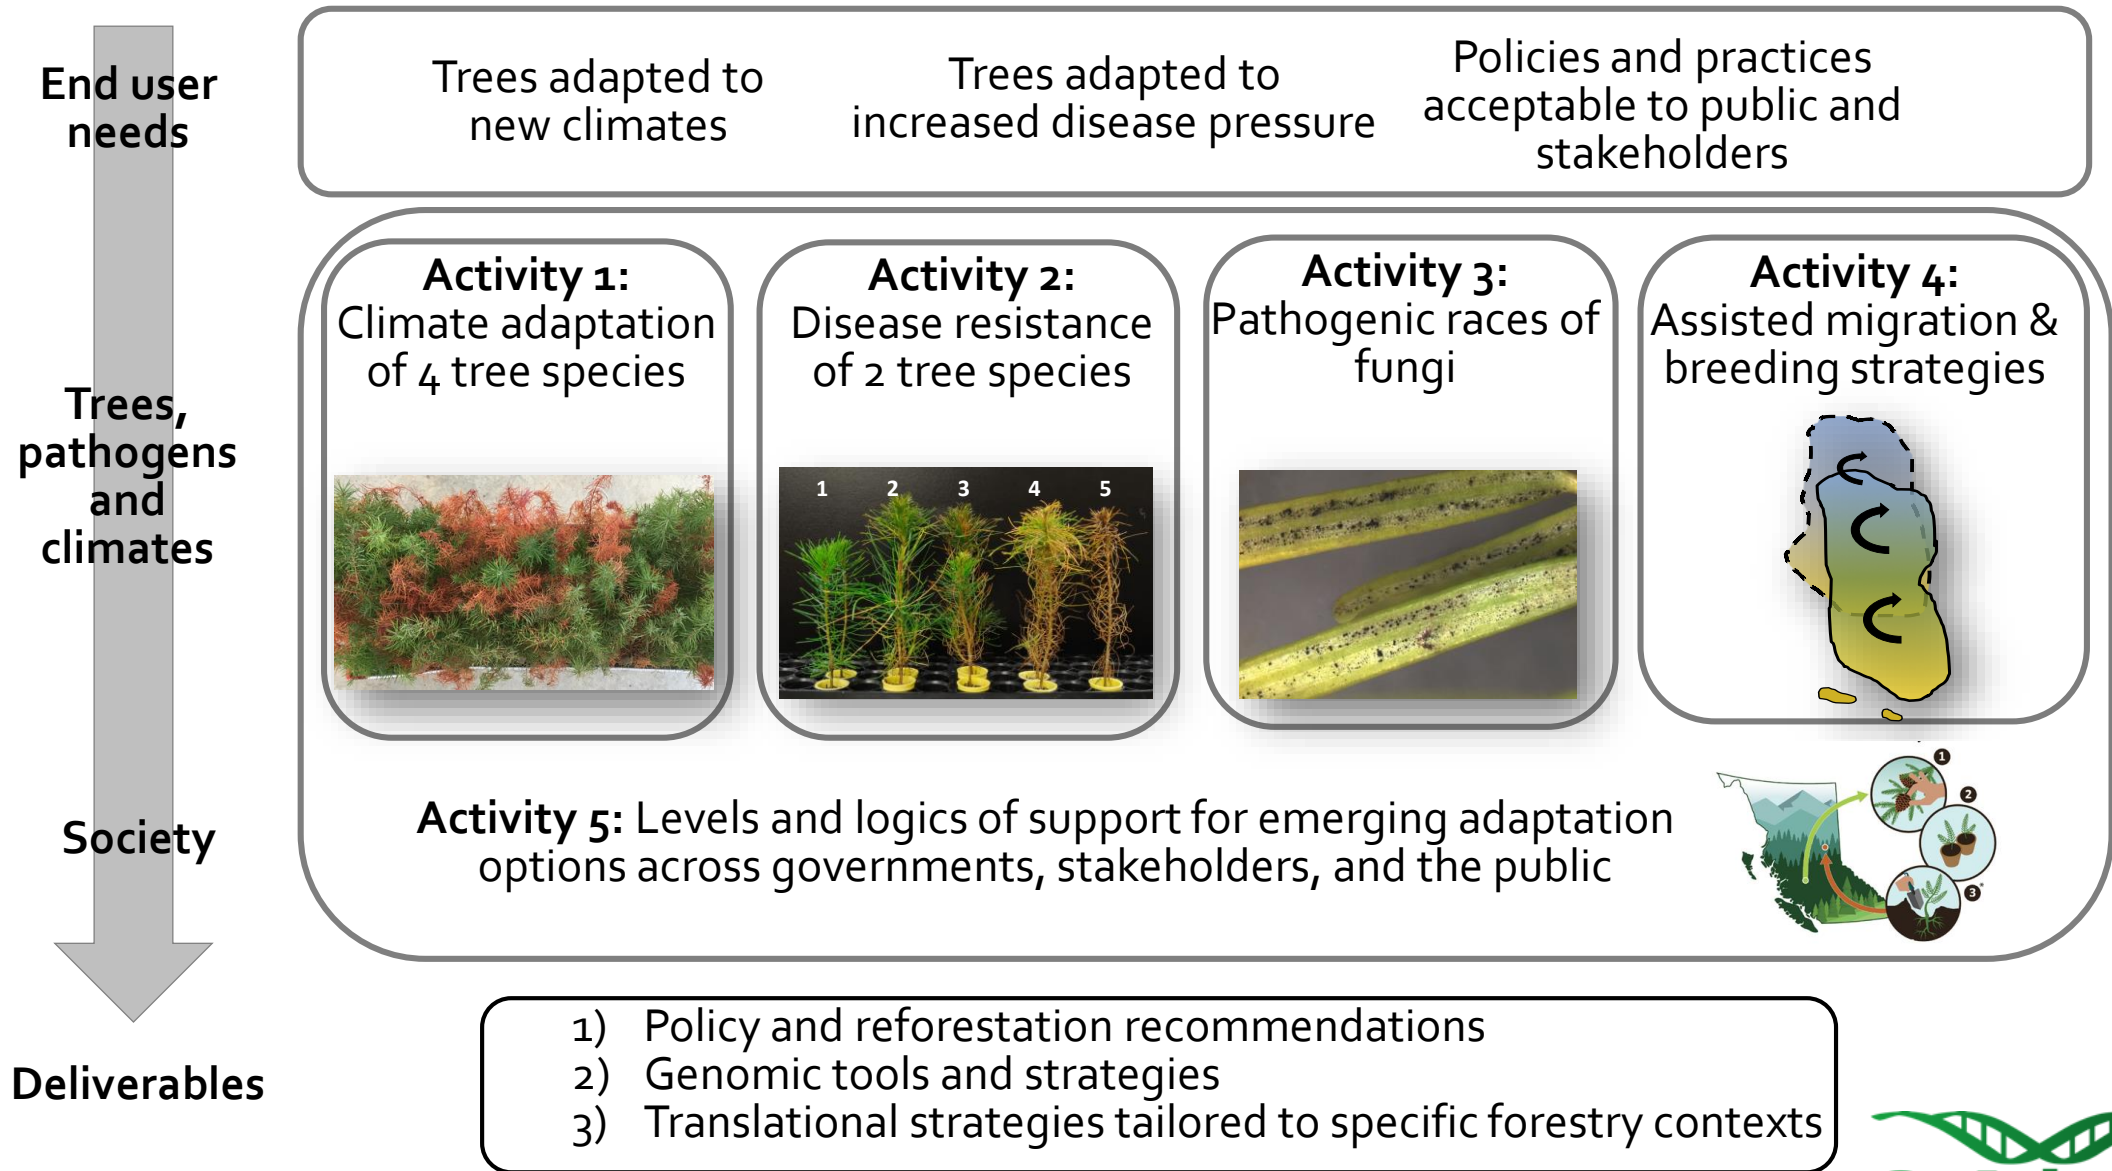 End user
needs
Trees adapted to
new climates
Trees adapted to
increased disease pressure
Policies and practices
acceptable to public and
stakeholders
Trees,
pathogens
and
climates
Activity 1:
Climate adaptation
of 4 tree species
Activity 2:
Disease resistance
of 2 tree species
1 2 3 4 5
Activity 3:
Pathogenic races of
fungi
Activity 4:
Assisted migration &
breeding strategies
Society
Activity 5: Levels and logics of support for emerging adaptation
options across governments, stakeholders, and the public
1
2
3
Deliverables
1) Policy and reforestation recommendations
2) Genomic tools and strategies
3) Translational strategies tailored to specific forestry contexts